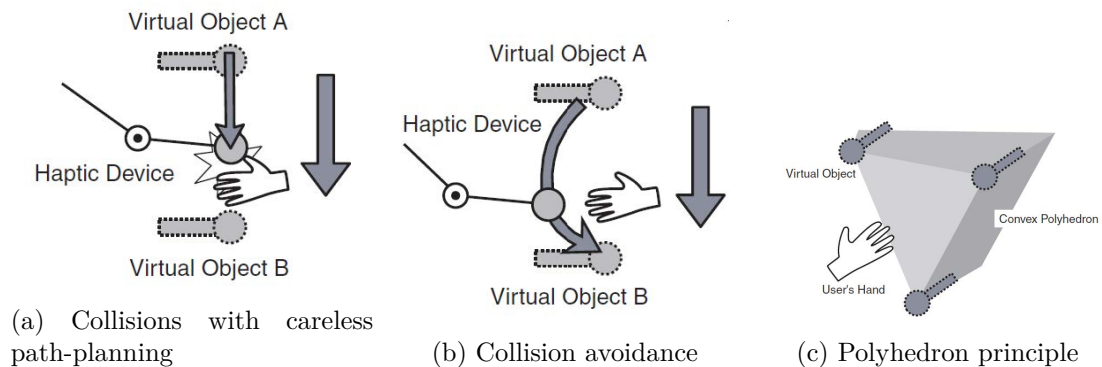 Virtual Object A
Haptic Device
Virtual Object B
(a) Collisions with careless
path-planning
Virtual Object A
Haptic Device
Virtual Object B
(b) Collision avoidance
Virtual Object
Convex Polyhedron
User's Hand
(c) Polyhedron principle